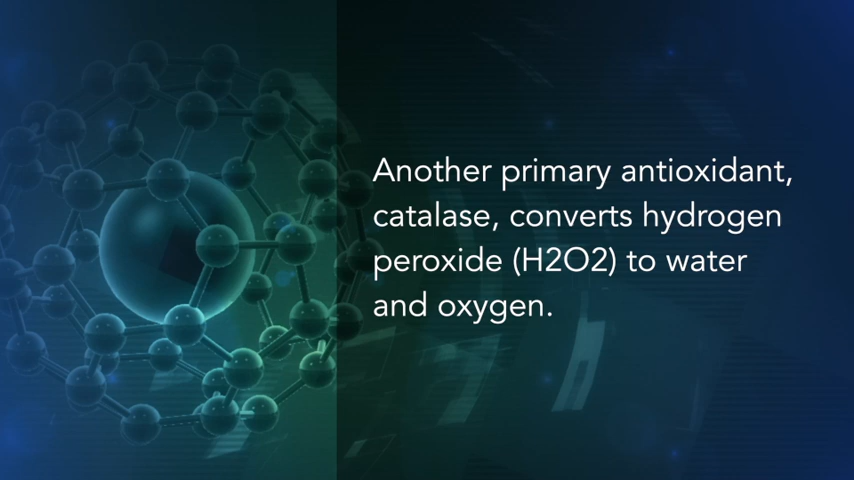 Another primary antioxidant,
catalase, converts hydrogen
peroxide (H2O2) to water
and oxygen.